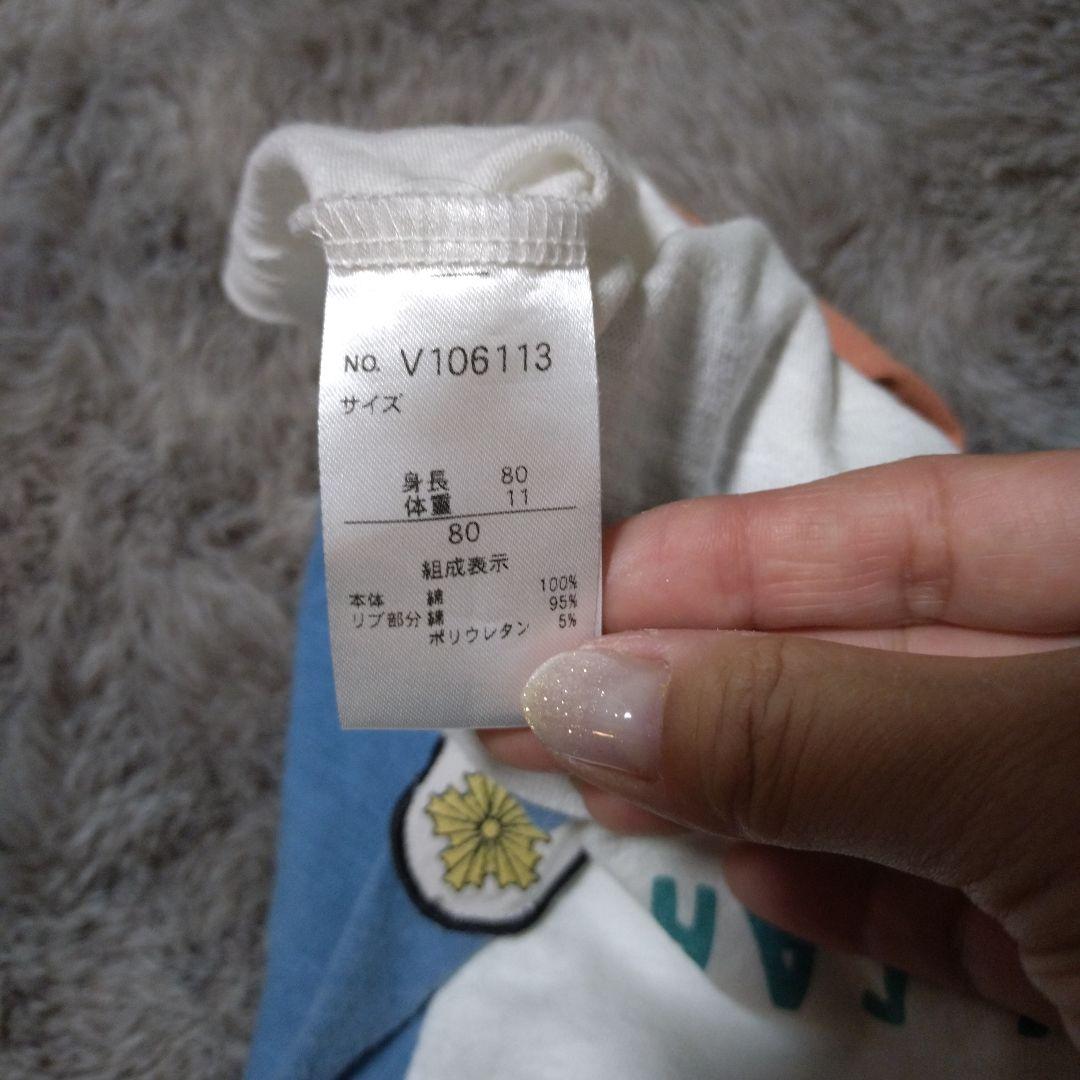 NO. V106113
サイズ
身長 80
体重 11
80
組成表示
本体 綿 100%
リブ部分 綿 95%
ポリウレタン 5%